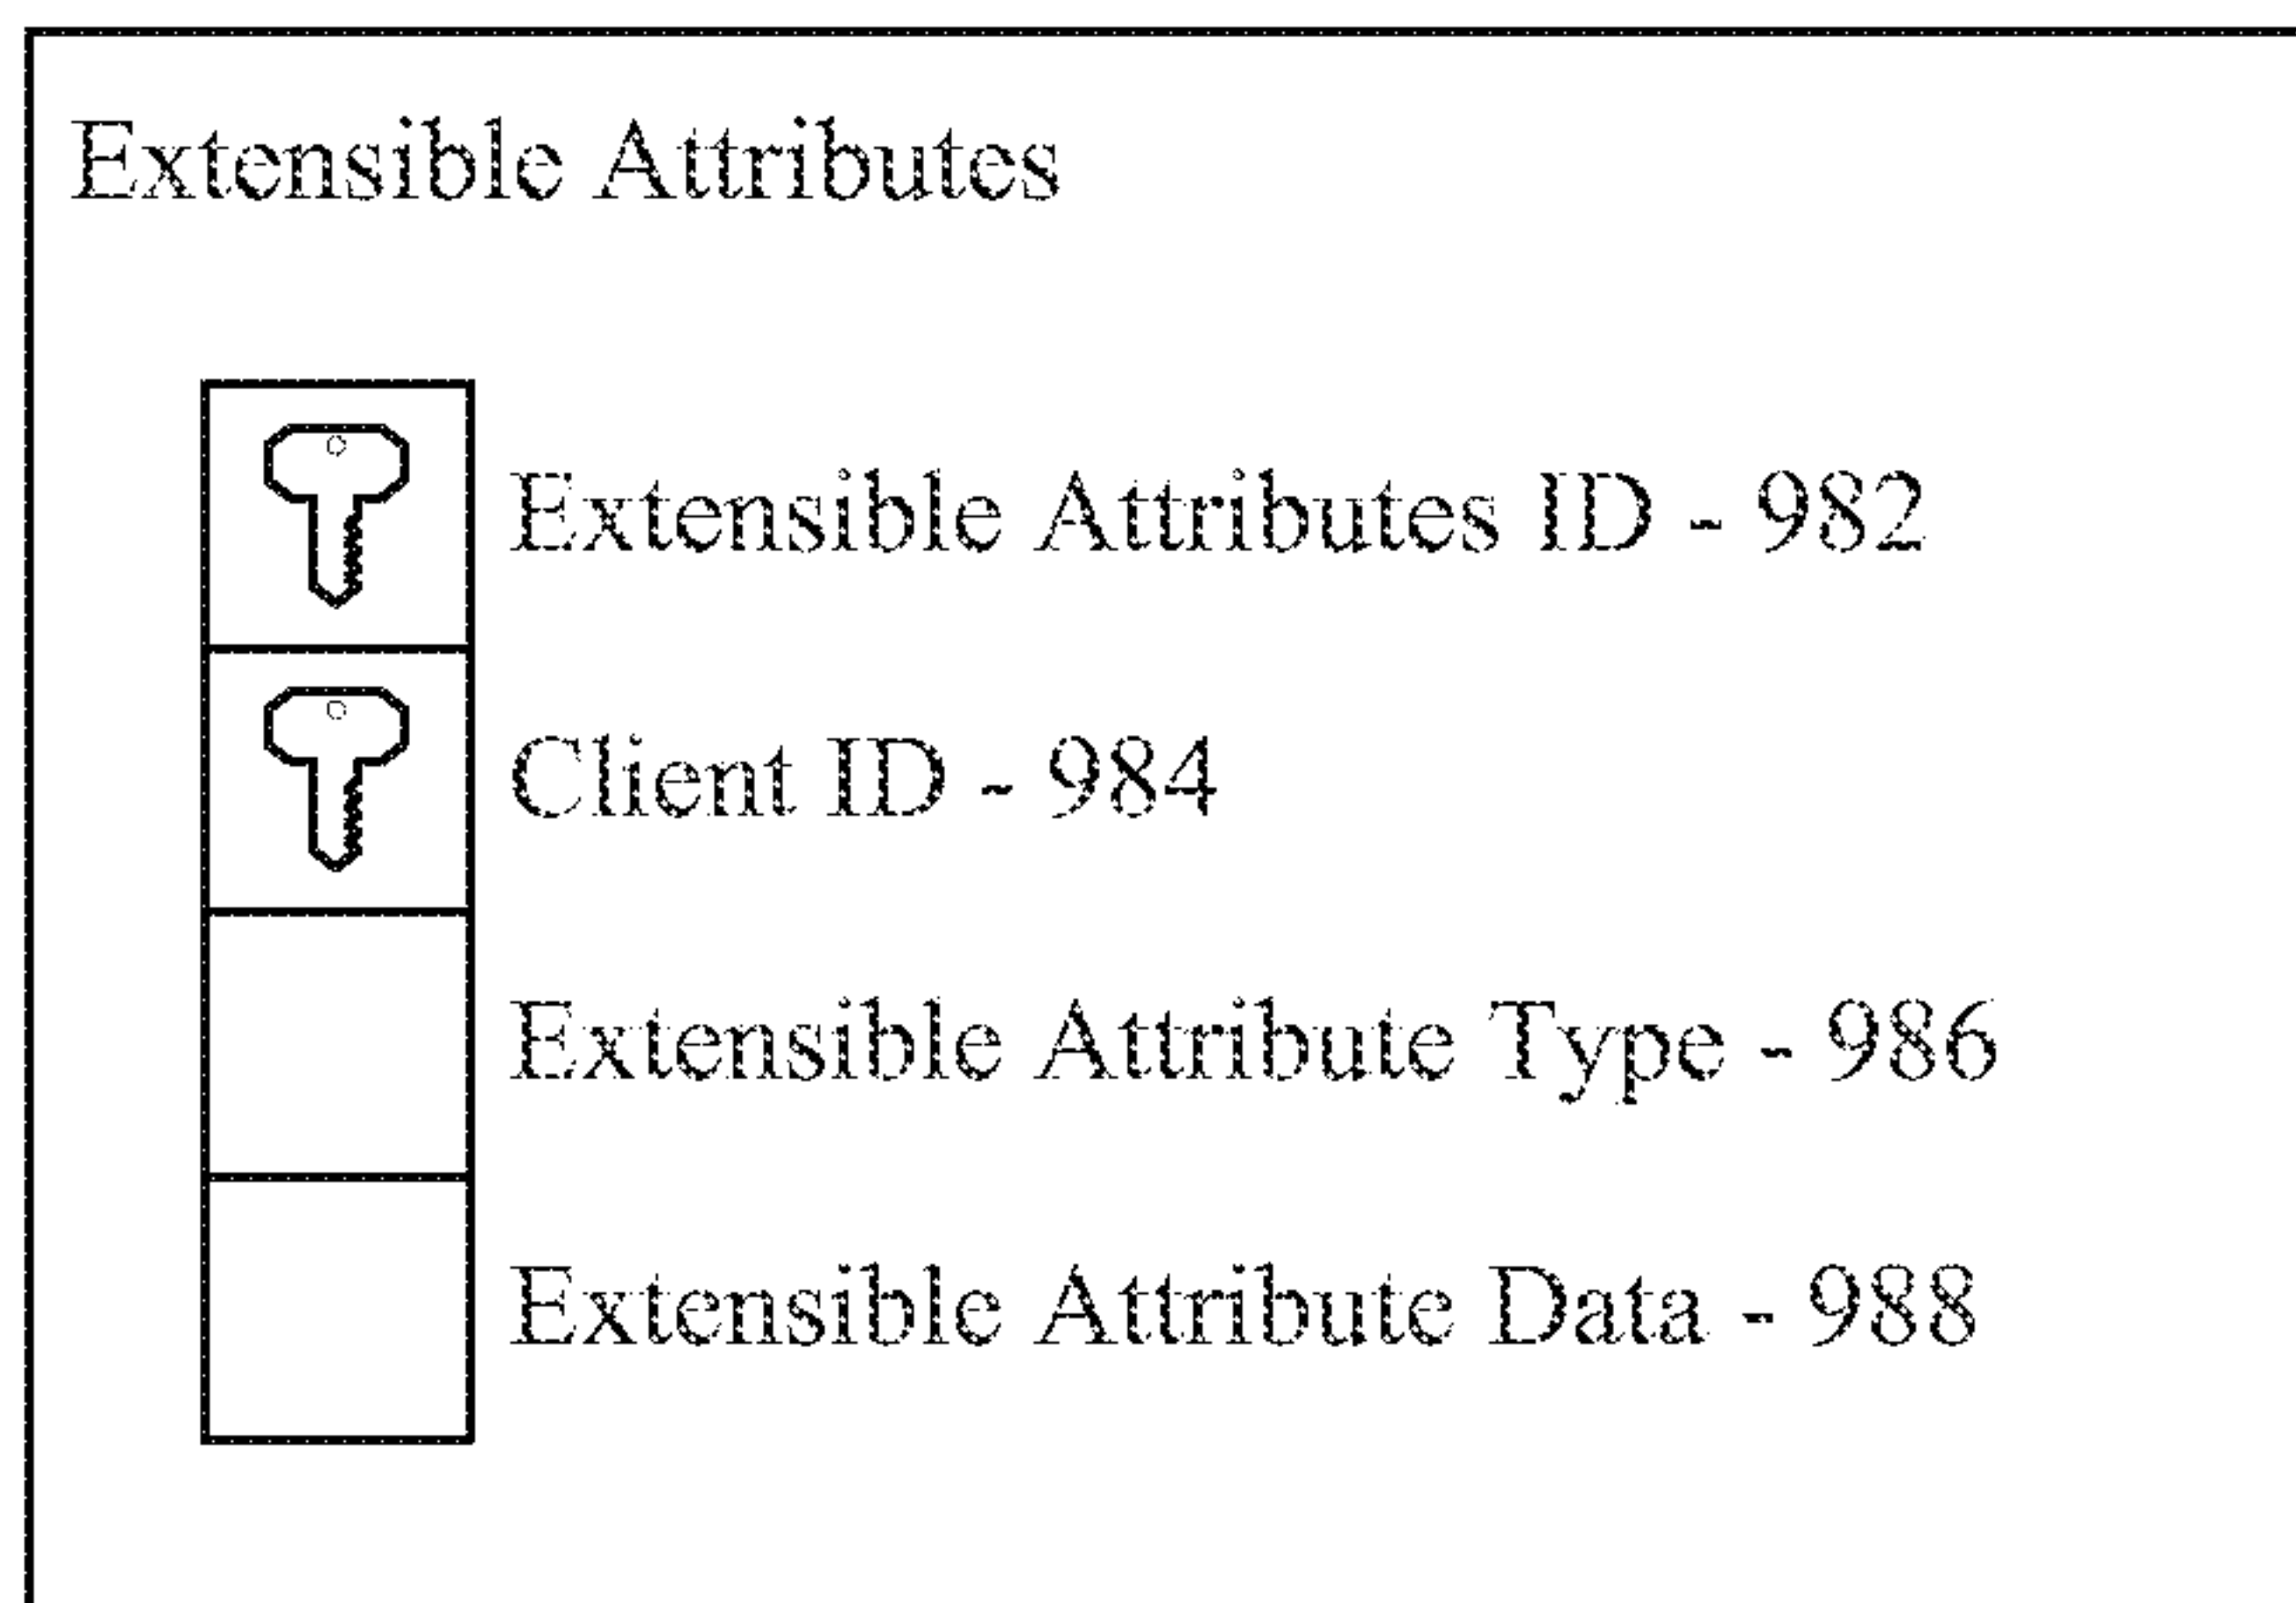 Extensible Attributes
Extensible Attributes ID - 982
Client ID - 984
Extensible Attribute Type - 986
Extensible Attribute Data - 988